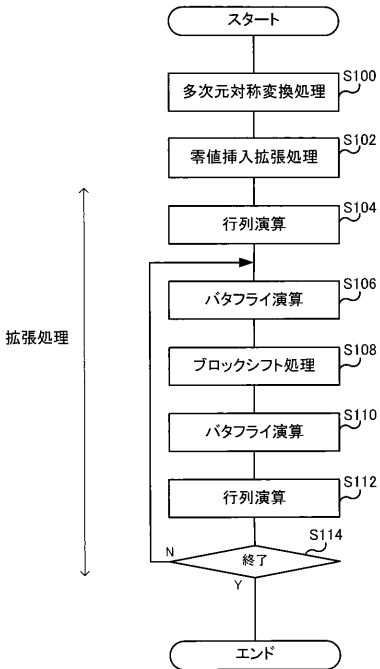 スタート
S100
多次元対称変換処理
S102
零値挿入拡張処理
S104
行列演算
S106
バタフライ演算
拡張処理
S108
ブロックシフト処理
S110
バタフライ演算
S112
行列演算
S114
N
終了
Y
エンド